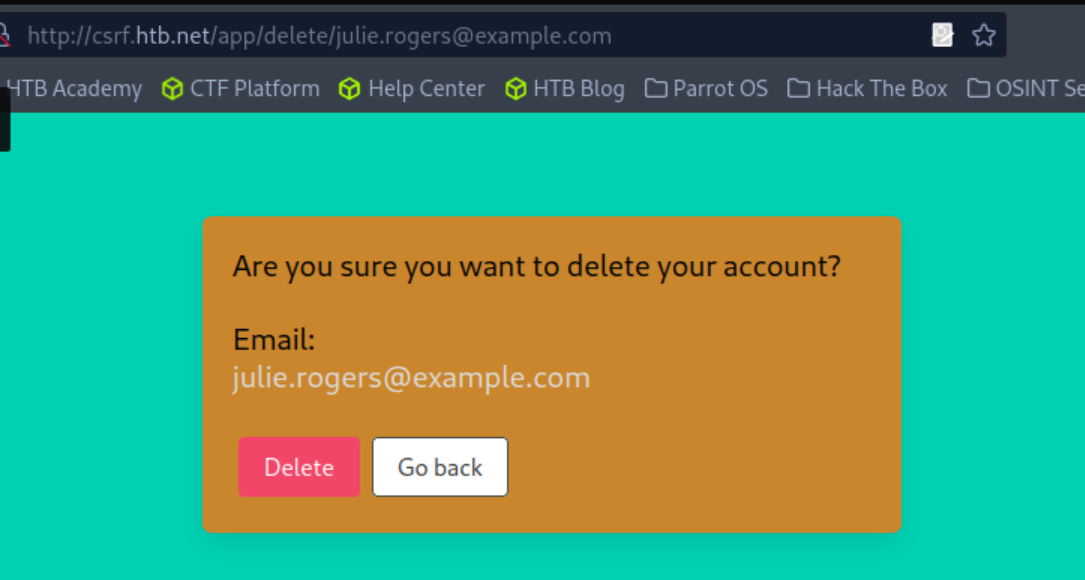 http://csrf.htb.net/app/delete/julie.rogers@example.com
HTB Academy CTF Platform Help Center HTB Blog Parrot OS Hack The Box OSINT Se
Are you sure you want to delete your account?
Email:
julie.rogers@example.com
Delete Go back